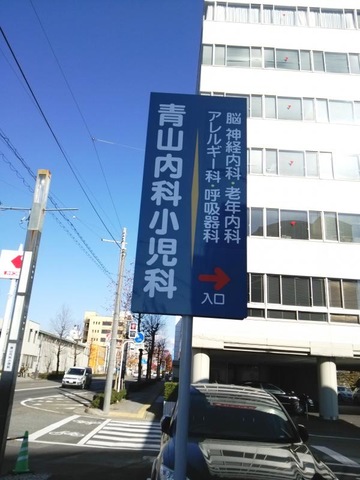 青山内科小児科
脳 神経内科・老年内科
アレルギー科・呼吸器科
入口